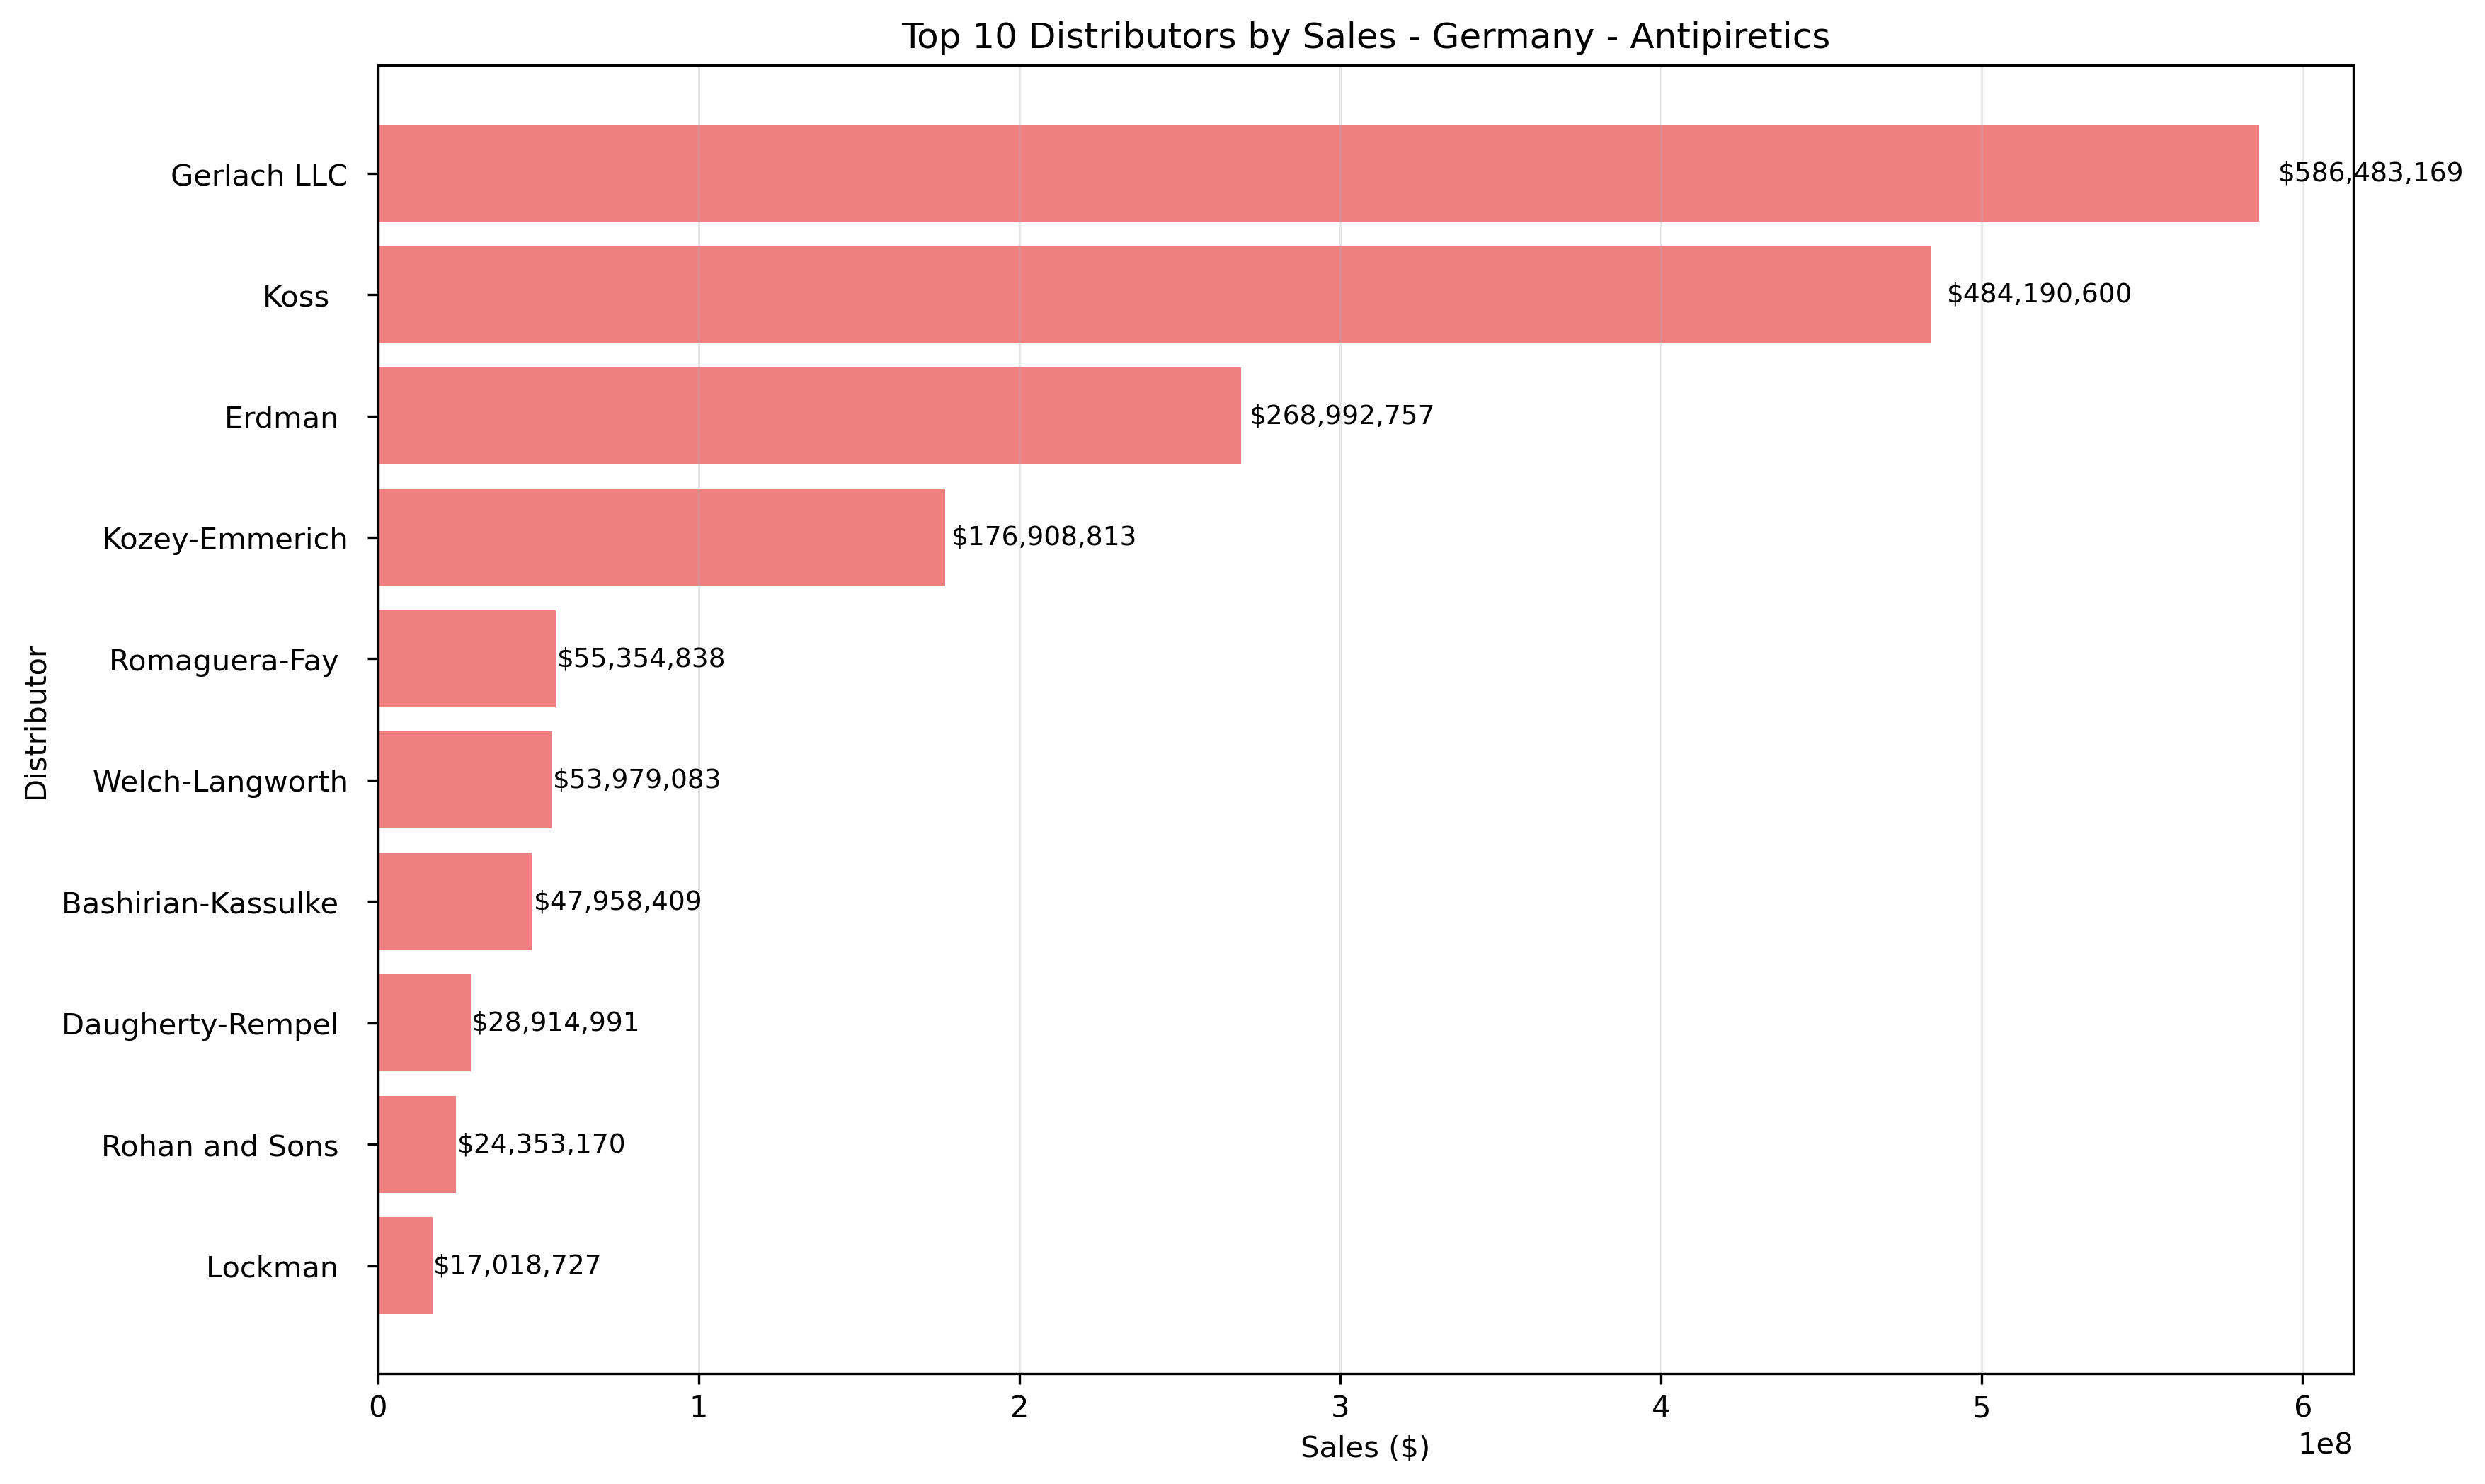 Top 10 Distributors by Sales - Germany - Antipiretics
Gerlach LLC $586,483,169
Koss $484,190,600
Erdman $268,992,757
Kozey-Emmerich $176,908,813
Romaguera-Fay $55,354,838
Welch-Langworth $53,979,083
Bashirian-Kassulke $47,958,409
Daugherty-Rempel $28,914,991
Rohan and Sons $24,353,170
Lockman $17,018,727
Distributor
0 1 2 3 4 5 6
1e8
Sales ($)